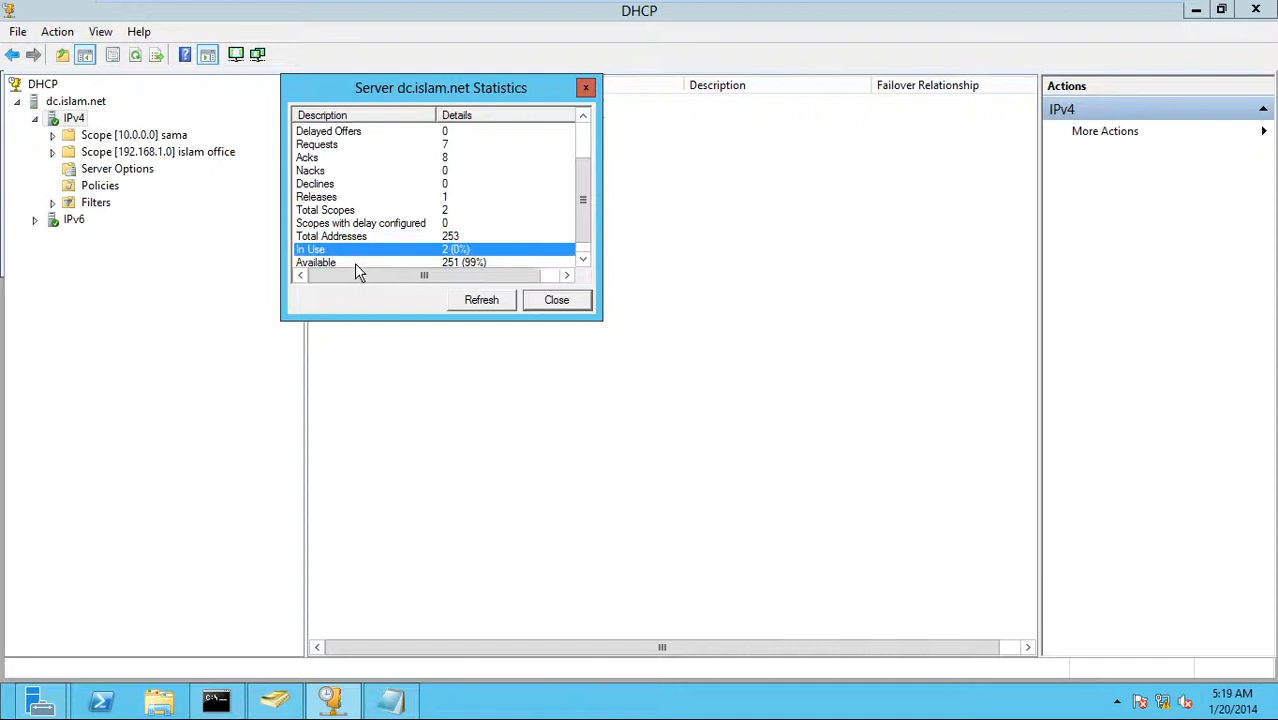 DHCP
File Action View Help
DHCP
dc.islam.net
IPv4
Scope [10.0.0.0] sama
Scope [192.168.1.0] islam office
Server Options
Policies
Filters
IPv6
Server dc.islam.net Statistics
Description Details
Delayed Offers 0
Requests 7
Acks 8
Nacks 0
Declines 0
Releases 1
Total Scopes 2
Scopes with delay configured 0
Total Addresses 253
In Use 2 (0%)
Available 251 (99%)
Refresh Close
Description Failover Relationship
Actions
IPv4
More Actions
5:19 AM
1/20/2014